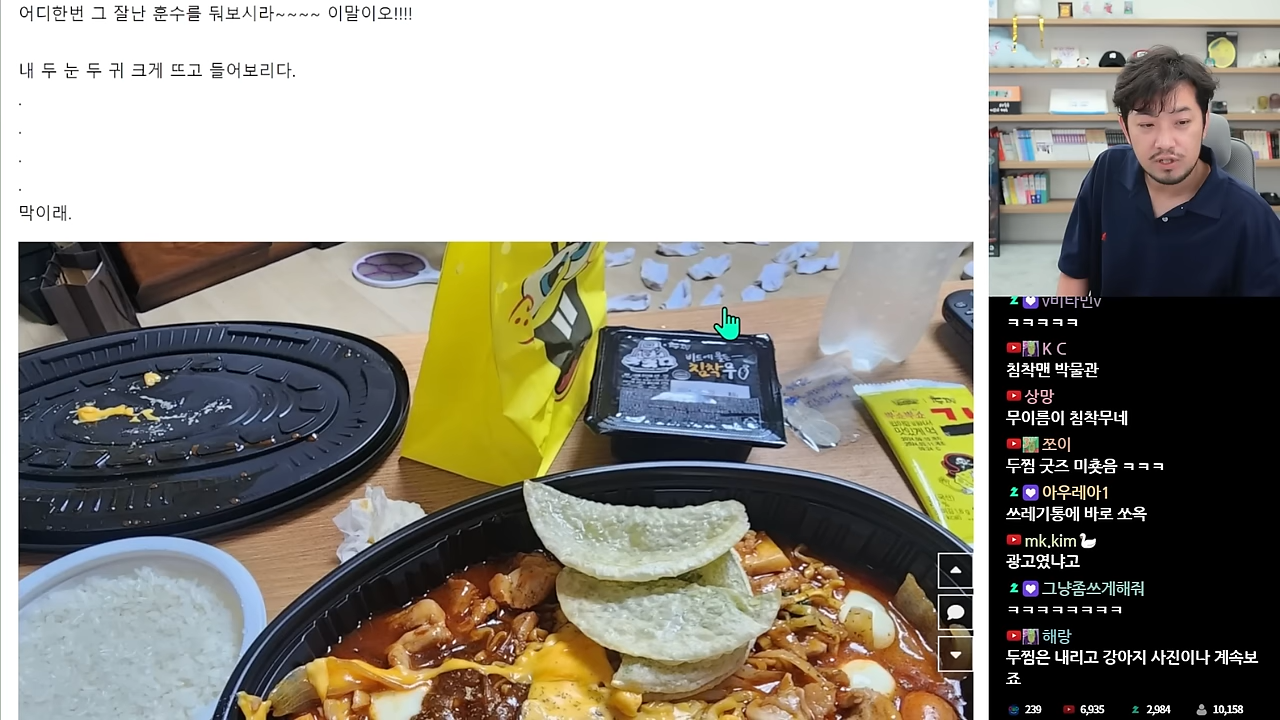 어디한번 그 잘난 훈수를 둬보시라~~~~ 이말이오!!!!
내 두 눈 두 귀 크게 뜨고 들어보리다.
.
.
.
.
막이래.
침착
v비타민v
ㅋㅋㅋㅋㅋ
K C
침착맨 박물관
상망
무이름이 침착무네
쪼이
두찜 굿즈 미춋음 ㅋㅋㅋ
아우레아1
쓰레기통에 바로 쏘옥
mk,kim
광고였냐고
그냥좀쓰게해줘
ㅋㅋㅋㅋㅋㅋㅋㅋ
해랑
두찜은 내리고 강아지 사진이나 계속보
죠
239 6,935 2,984 10,158